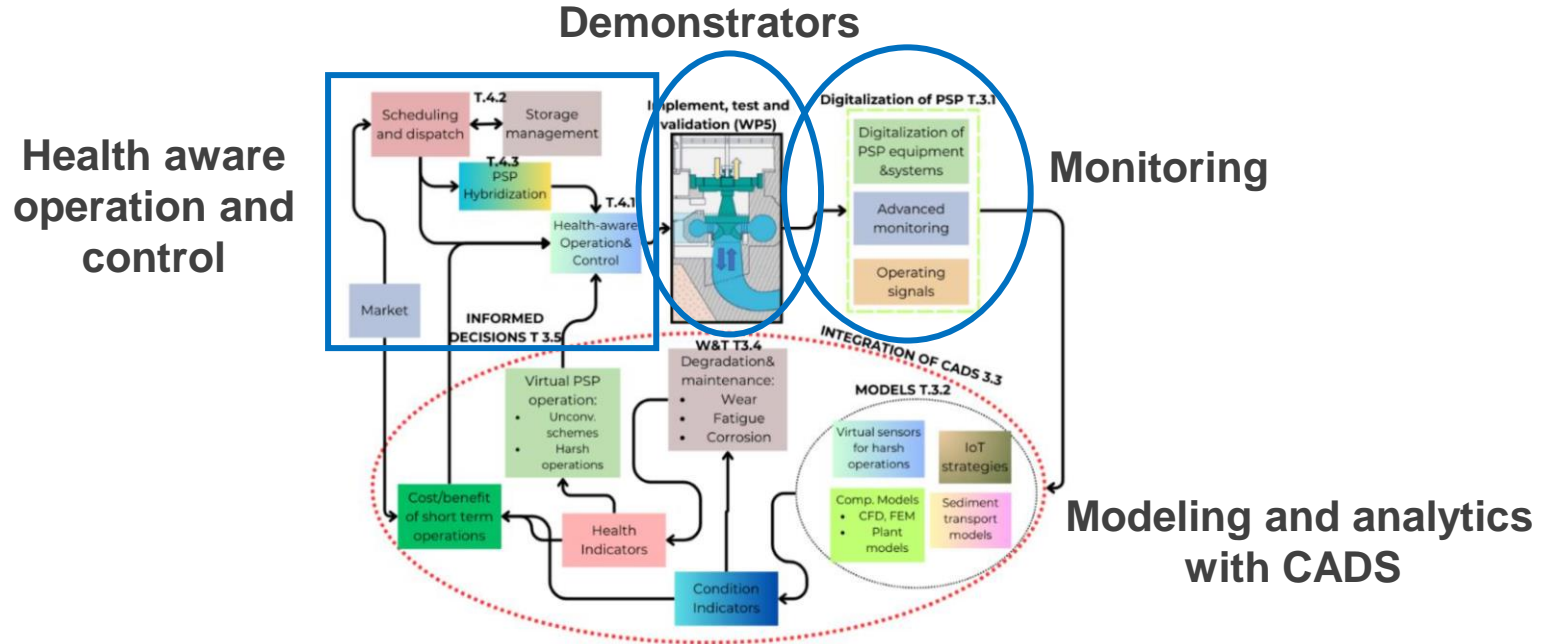 Demonstrators
Health aware
operation and
control
Monitoring
Modeling and analytics
with CADS
T.4.2
Scheduling
and dispatch
Storage
management
T.4.3
PSP
Hybridization
T.4.1
Health-aware
Operation&
Control
Market
INFORMED
DECISIONS T 3.5
Implement, test and
validation (WP5)
Digitalization of PSP T.3.1
Digitalization of
PSP equipment
&systems
Advanced
monitoring
Operating
signals
INTEGRATION OF CADS 3.3
W&T T3.4
Degradation&
maintenance:
• Wear
• Fatigue
• Corrosion
Virtual PSP
operation:
• Unconv.
schemes
• Harsh
operations
MODELS T.3.2
Virtual sensors
for harsh
operations
IoT
strategies
Comp. Models
• CFD, FEM
• Plant
models
Sediment
transport
models
Cost/benefit
of short term
operations
Health
Indicators
Condition
Indicators